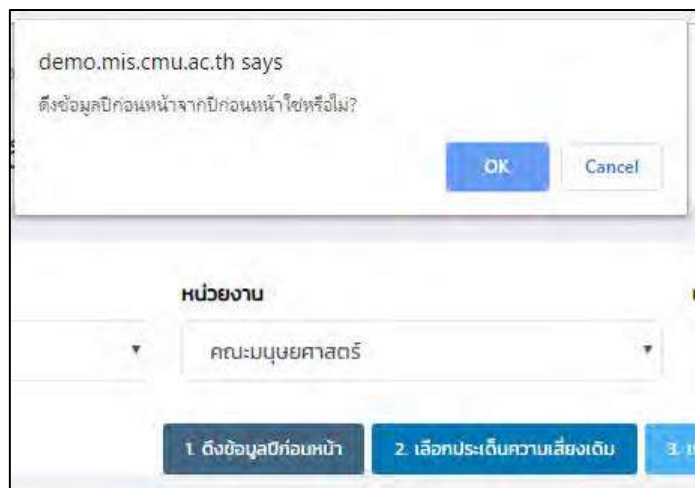 demo.mis.cmu.ac.th says
ดึงข้อมูลปีก่อนหน้าจากปีก่อนหน้าใช่หรือไม่?
OK Cancel
หน่วยงาน
คณะมนุษยศาสตร์
1. ดึงข้อมูลปีก่อนหน้า 2. เลือกประเด็นความเสี่ยงเดิม 3.